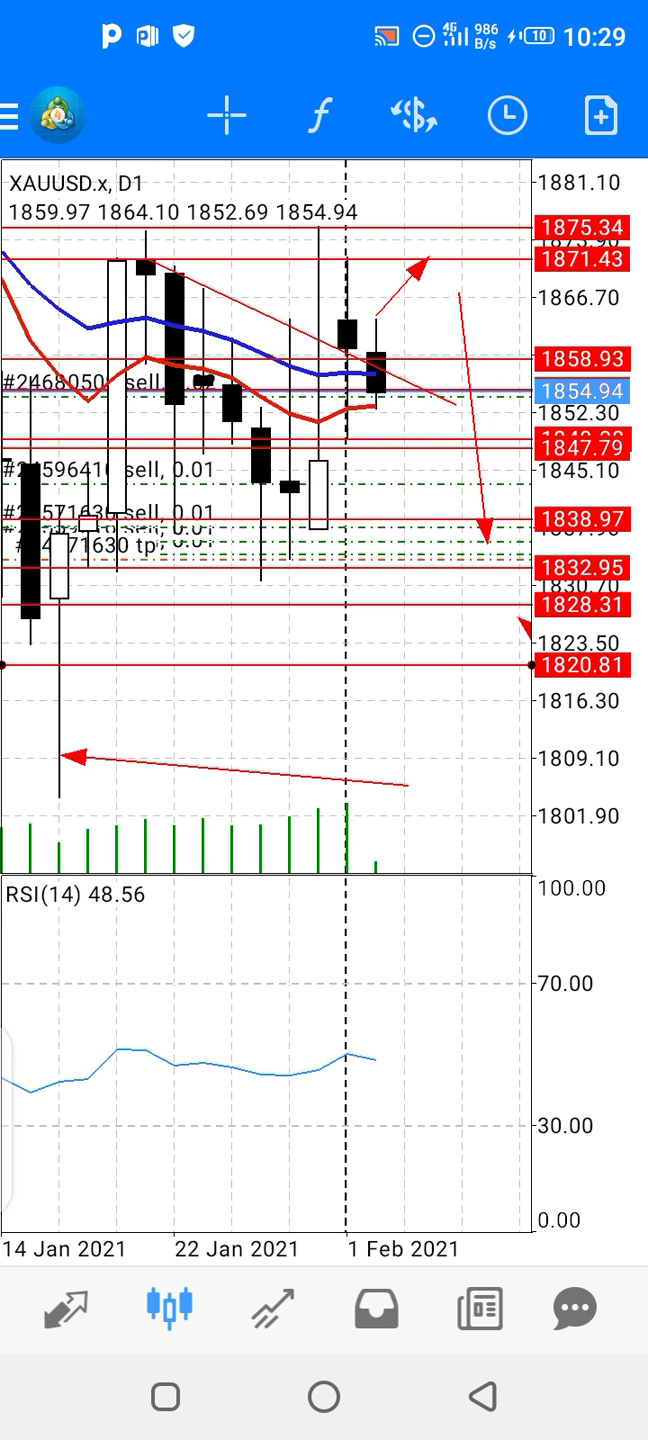 4G
986
B/s
10
10:29
4
f
$
XAUUSD.x, D1
1859.97 1864.10 1852.69 1854.94
1881.10
1875.34
1871.43
1866.70
1858.93
1854.94
1852.30
1847.79
1845.10
1838.97
1832.95
1830.70
1828.31
1823.50
1820.81
1816.30
1809.10
1801.90
sell,
sell, 0.01
sell, 0.01
tp,
RSI(14) 48.56
100.00
70.00
30.00
0.00
14 Jan 2021
22 Jan 2021
1 Feb 2021